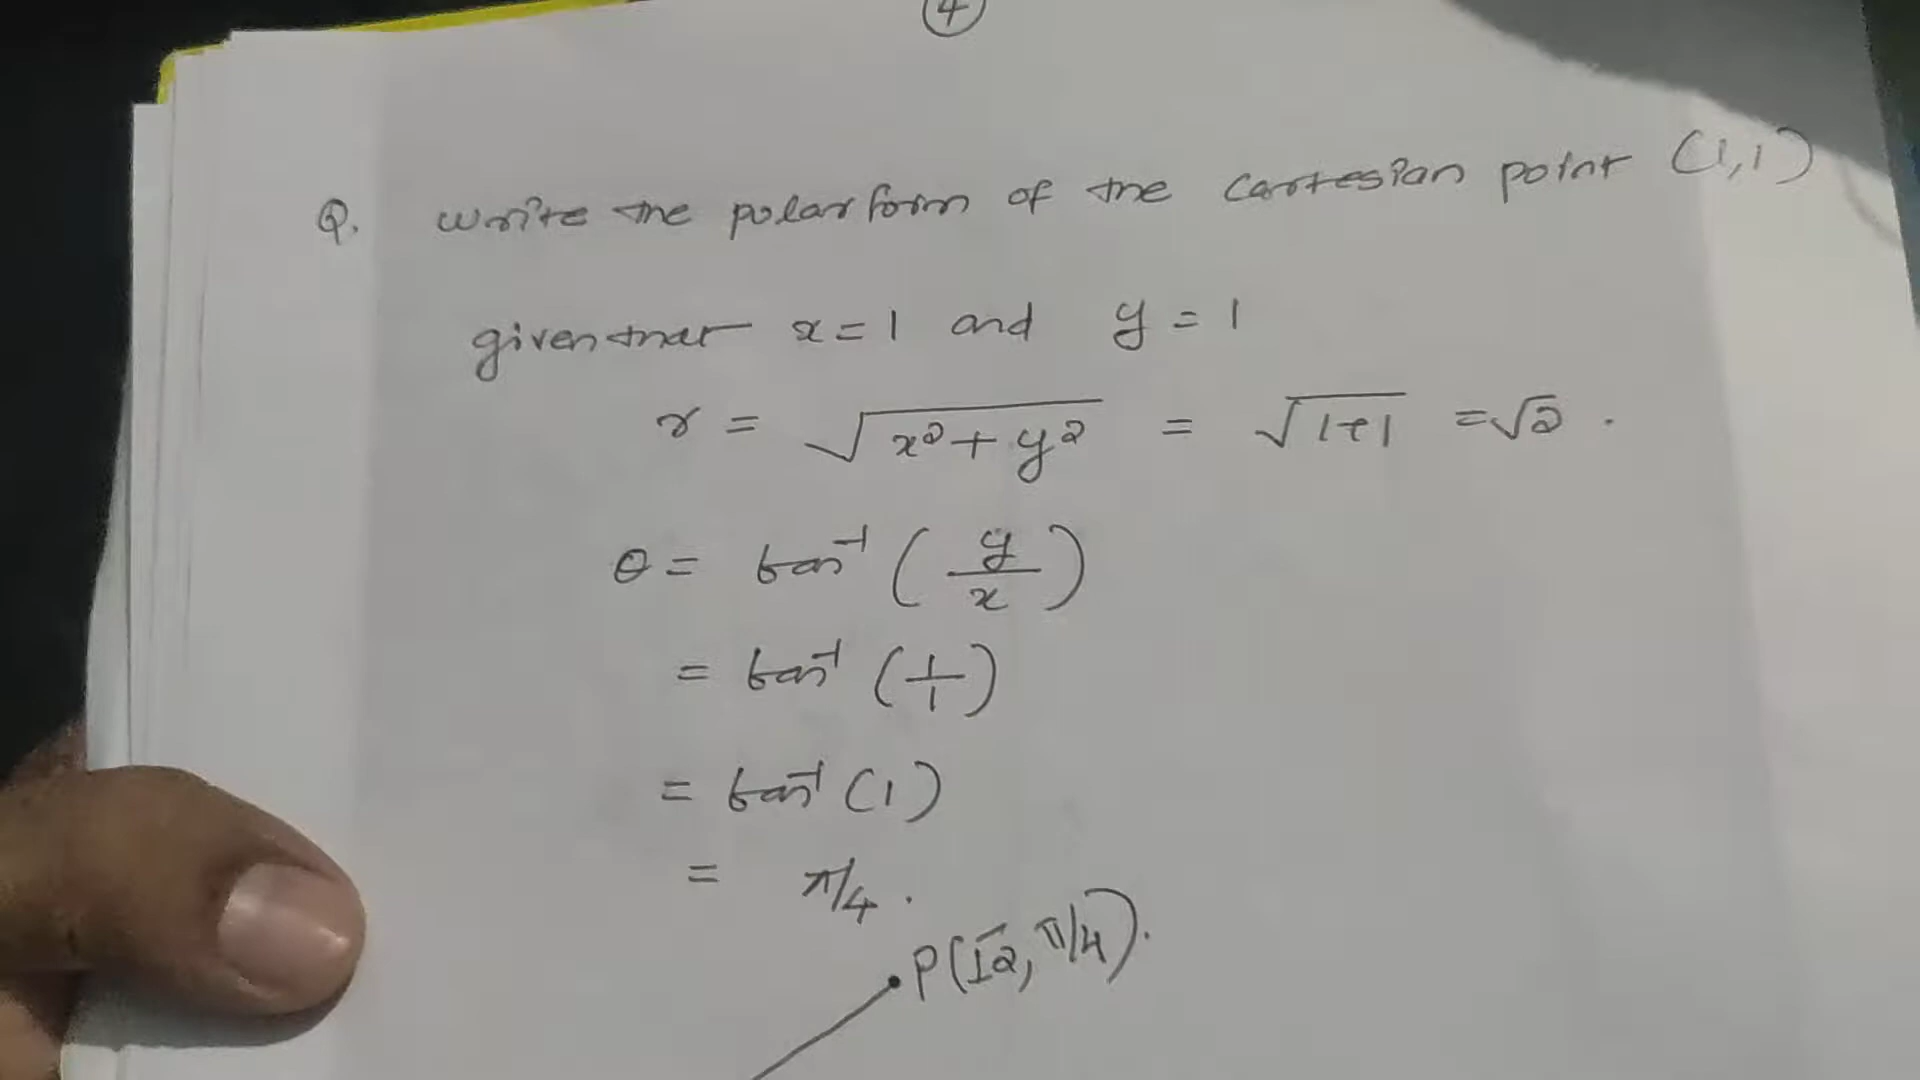 4
Q. Write the polar form of the Cartesian point (1,1)
given that x=1 and y=1
r = √(x²+y²) = √(1+1) = √2.
θ = tan⁻¹(y/x)
= tan⁻¹(1/1)
= tan⁻¹(1)
= π/4.
P(√2, π/4).